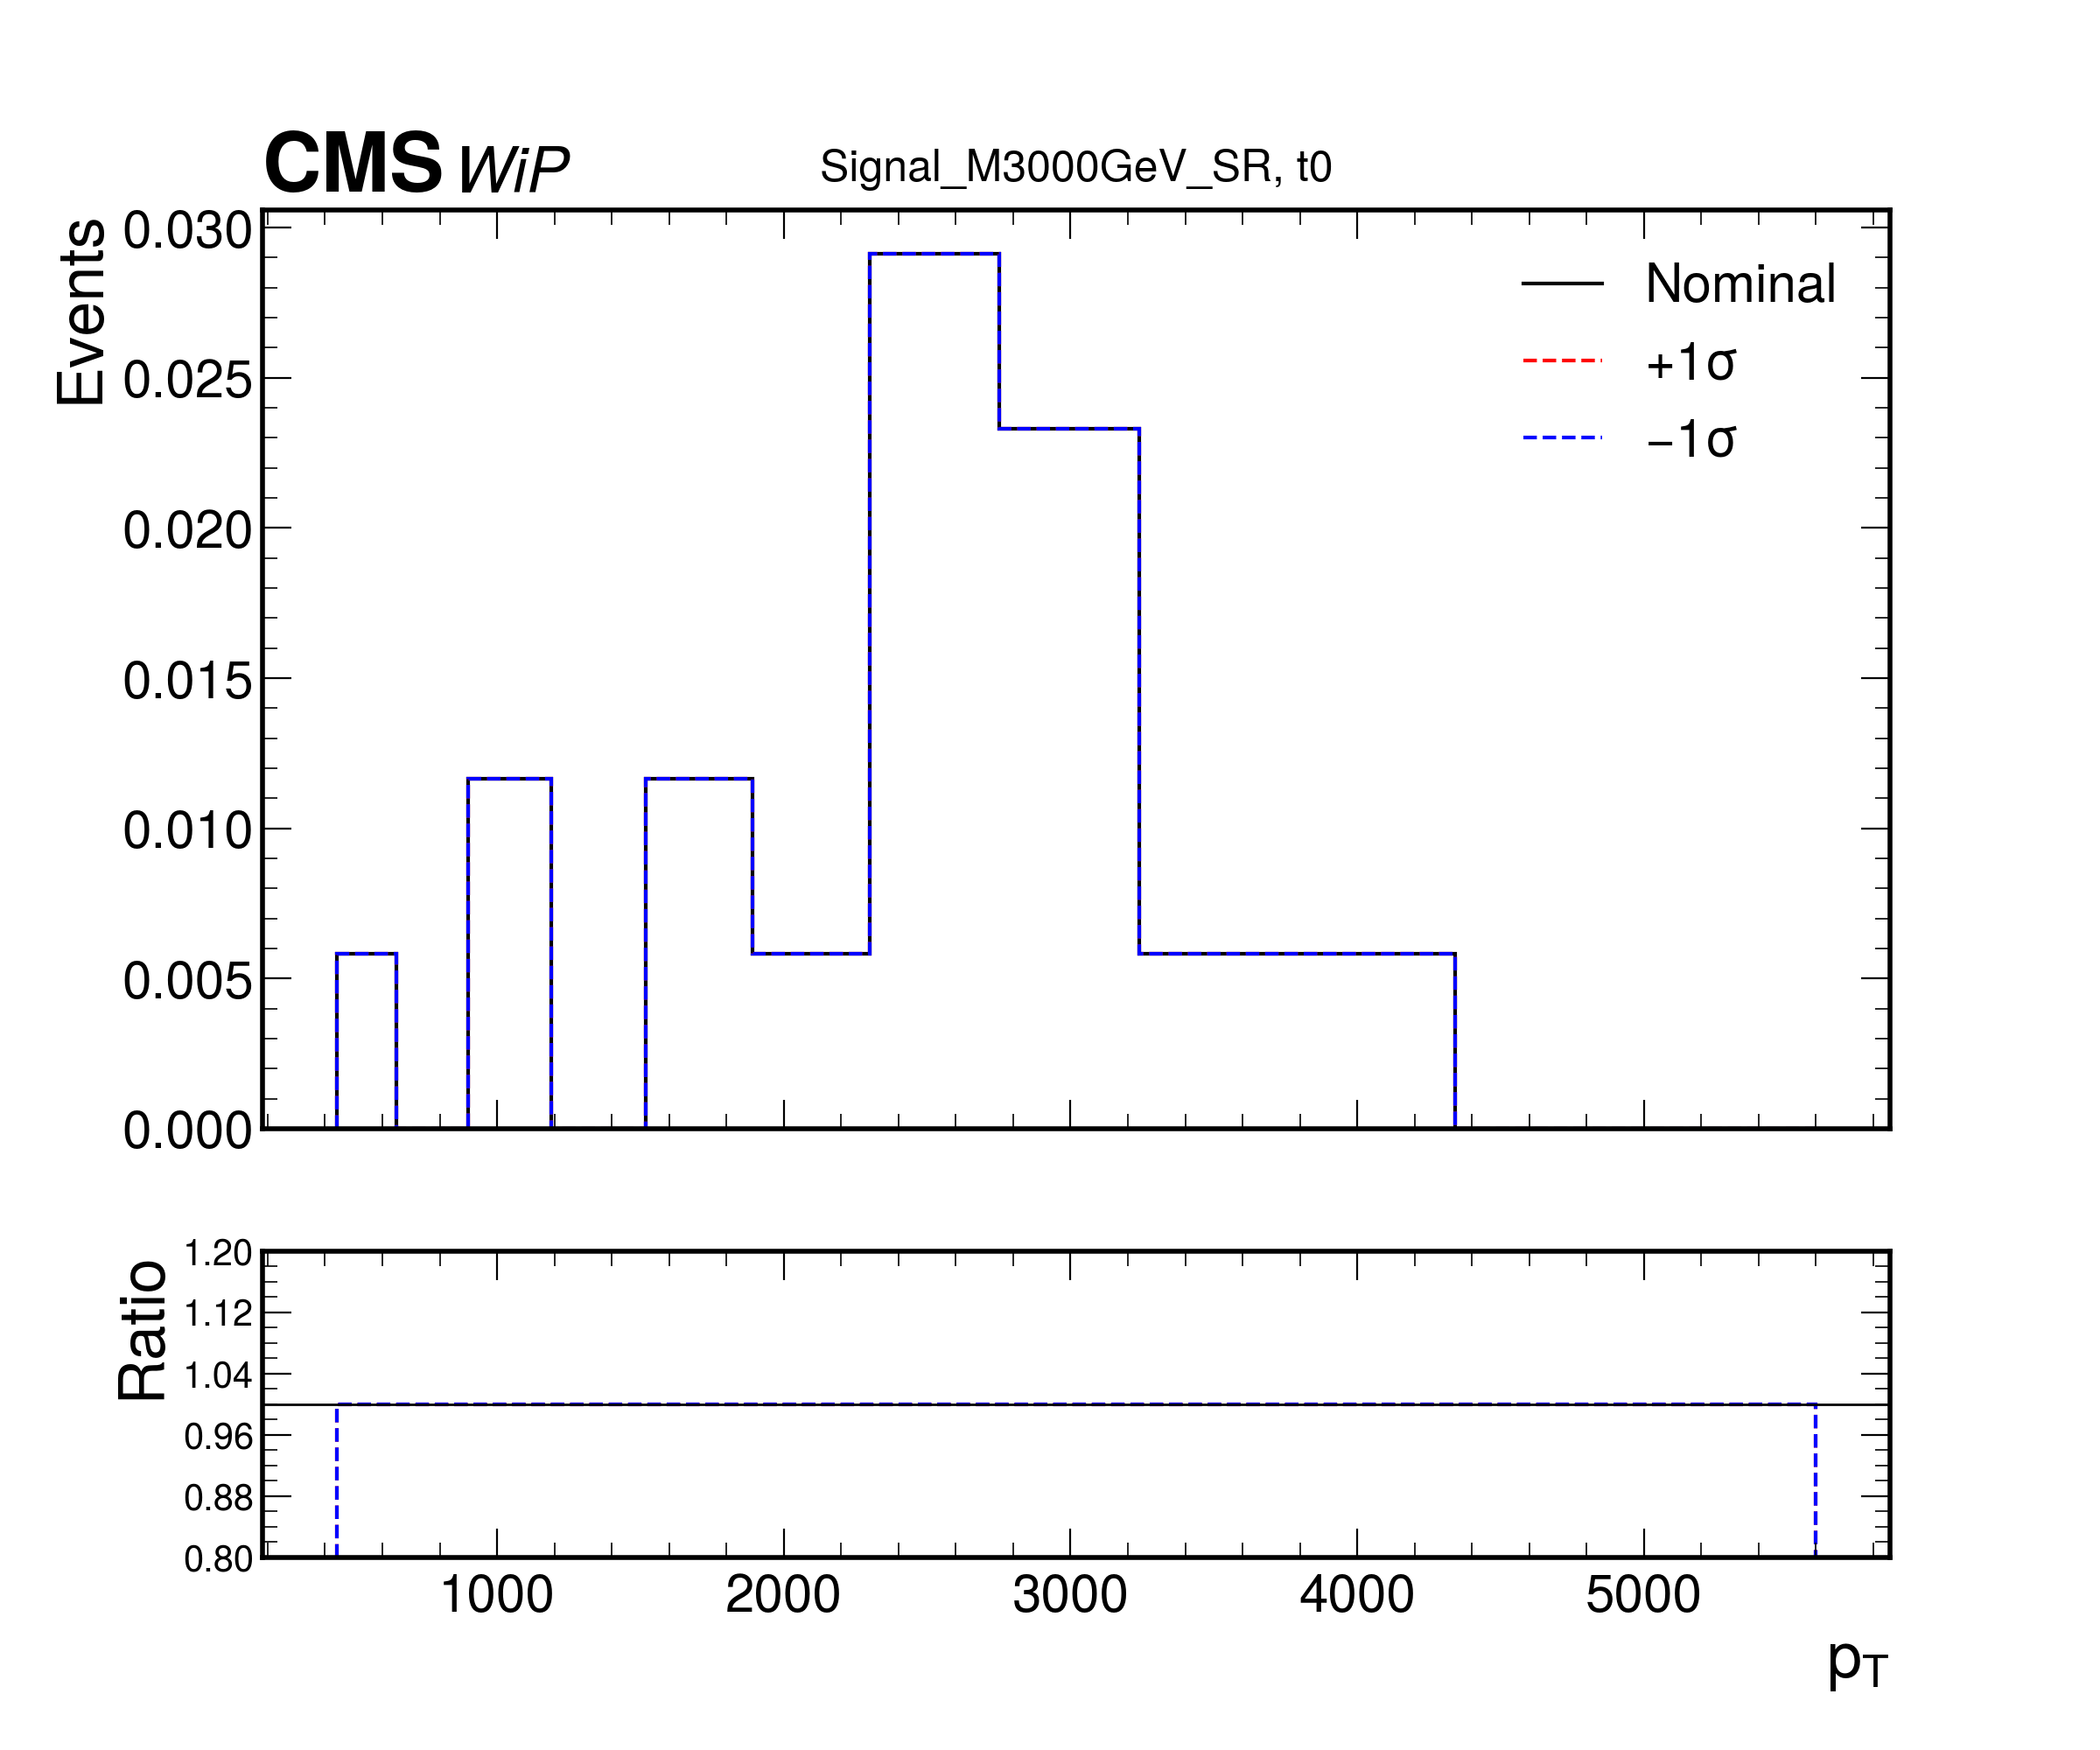 CMS WiP
Signal_M3000GeV_SR, t0
Events
0.030
0.025
0.020
0.015
0.010
0.005
0.000
Nominal
+1σ
−1σ
Ratio
1.20
1.12
1.04
0.96
0.88
0.80
1000 2000 3000 4000 5000
pT